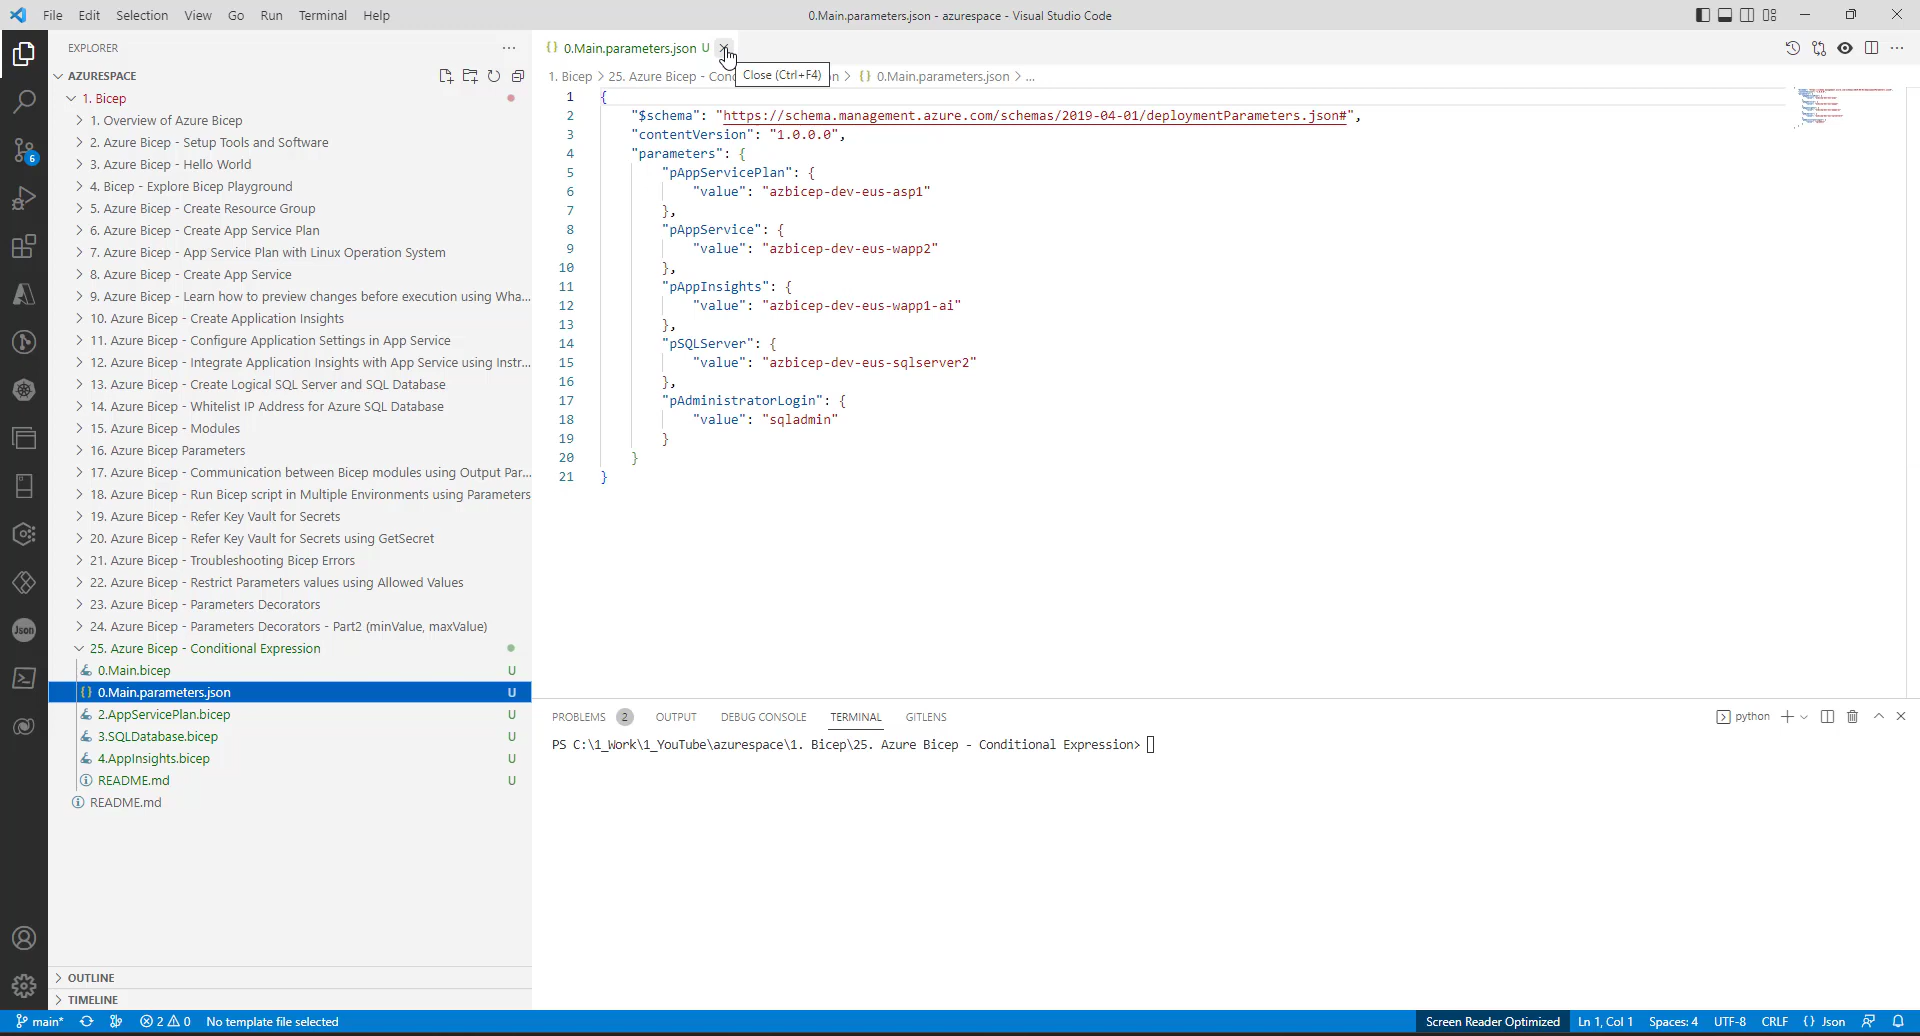 File Edit Selection View Go Run Terminal Help
0.Main.parameters.json - azurespace - Visual Studio Code
EXPLORER
AZURESPACE
1. Bicep
1. Overview of Azure Bicep
2. Azure Bicep - Setup Tools and Software
3. Azure Bicep - Hello World
4. Bicep - Explore Bicep Playground
5. Azure Bicep - Create Resource Group
6. Azure Bicep - Create App Service Plan
7. Azure Bicep - App Service Plan with Linux Operation System
8. Azure Bicep - Create App Service
9. Azure Bicep - Learn how to preview changes before execution using Wha...
10. Azure Bicep - Create Application Insights
11. Azure Bicep - Configure Application Settings in App Service
12. Azure Bicep - Integrate Application Insights with App Service using Instr...
13. Azure Bicep - Create Logical SQL Server and SQL Database
14. Azure Bicep - Whitelist IP Address for Azure SQL Database
15. Azure Bicep - Modules
16. Azure Bicep Parameters
17. Azure Bicep - Communication between Bicep modules using Output Par...
18. Azure Bicep - Run Bicep script in Multiple Environments using Parameters
19. Azure Bicep - Refer Key Vault for Secrets
20. Azure Bicep - Refer Key Vault for Secrets using GetSecret
21. Azure Bicep - Troubleshooting Bicep Errors
22. Azure Bicep - Restrict Parameters values using Allowed Values
23. Azure Bicep - Parameters Decorators
24. Azure Bicep - Parameters Decorators - Part2 (minValue, maxValue)
25. Azure Bicep - Conditional Expression
0.Main.bicep U
{} 0.Main.parameters.json U
2.AppServicePlan.bicep U
3.SQLDatabase.bicep U
4.AppInsights.bicep U
README.md U
README.md
OUTLINE
TIMELINE
6
Json
{} 0.Main.parameters.json U
Close (Ctrl+F4)
1. Bicep > 25. Azure Bicep - Con n > {} 0.Main.parameters.json > ...
1 {
2 "$schema": "https://schema.management.azure.com/schemas/2019-04-01/deploymentParameters.json#",
3 "contentVersion": "1.0.0.0",
4 "parameters": {
5 "pAppServicePlan": {
6 "value": "azbicep-dev-eus-asp1"
7 },
8 "pAppService": {
9 "value": "azbicep-dev-eus-wapp2"
10 },
11 "pAppInsights": {
12 "value": "azbicep-dev-eus-wapp1-ai"
13 },
14 "pSQLServer": {
15 "value": "azbicep-dev-eus-sqlserver2"
16 },
17 "pAdministratorLogin": {
18 "value": "sqladmin"
19 }
20 }
21 }
PROBLEMS 2 OUTPUT DEBUG CONSOLE TERMINAL GITLENS
python
PS C:\1_Work\1_YouTube\azurespace\1. Bicep\25. Azure Bicep - Conditional Expression>
main* 2 0 No template file selected
Screen Reader Optimized Ln 1, Col 1 Spaces: 4 UTF-8 CRLF {} Json